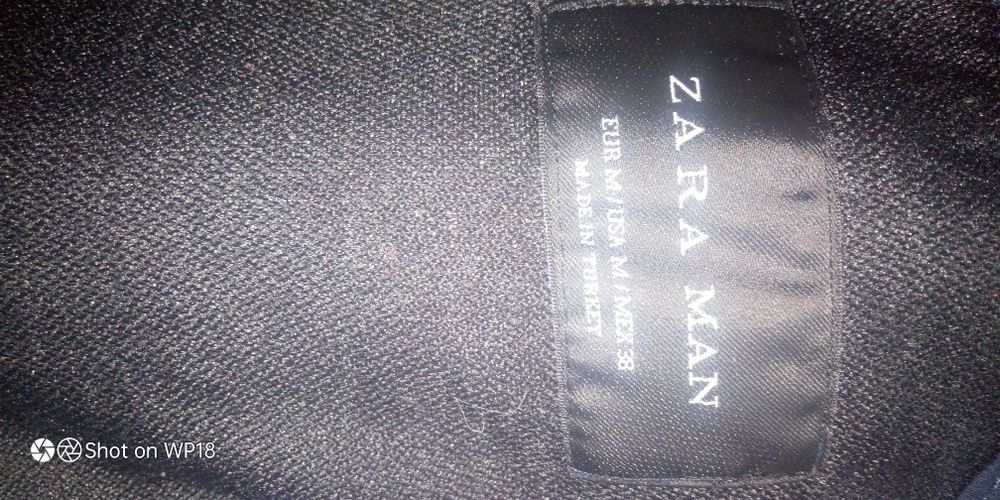 ZARA MAN
EUR M / USA M / MEX 38
MADE IN TURKEY
Shot on WP18